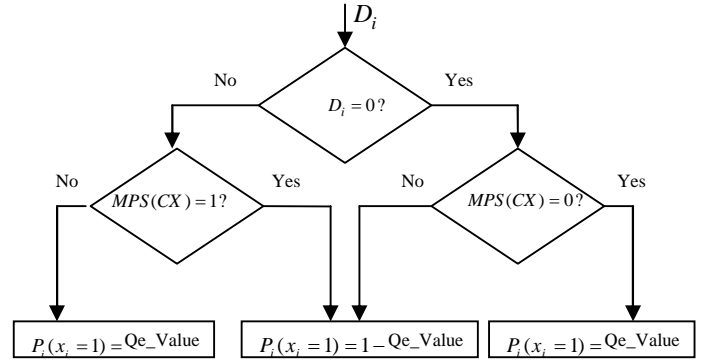 D_i
No
Yes
D_i = 0?
No
Yes
No
Yes
MPS(CX) = 1?
MPS(CX) = 0?
P_i(x_i = 1) = Qe_Value
P_i(x_i = 1) = 1 − Qe_Value
P_i(x_i = 1) = Qe_Value